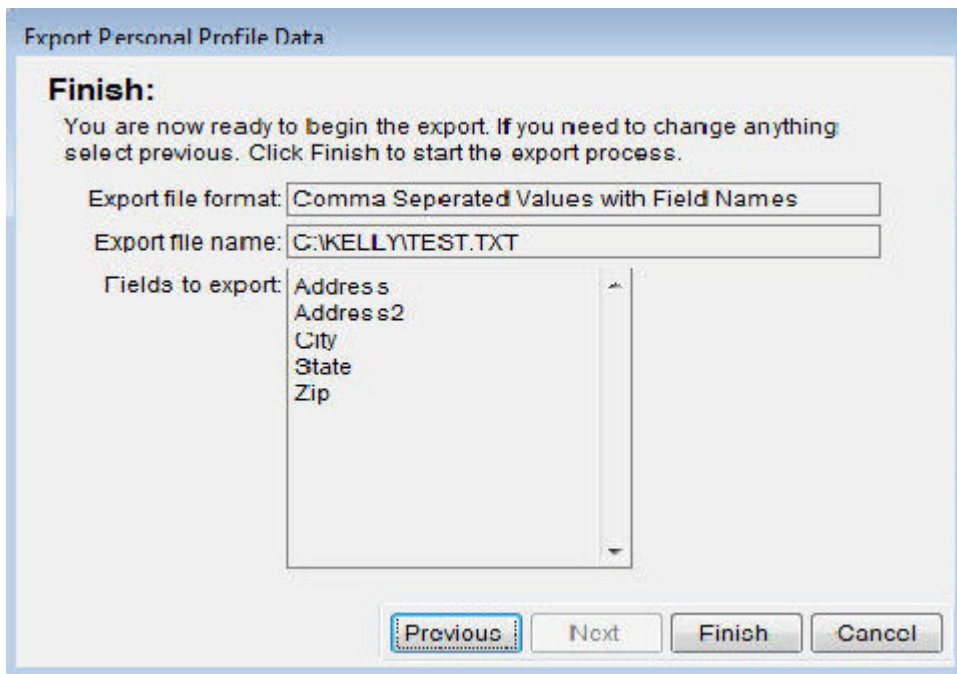 Export Personal Profile Data
Finish:
You are now ready to begin the export. If you need to change anything
select previous. Click Finish to start the export process.
Export file format: Comma Seperated Values with Field Names
Export file name: C:\KELLY\TEST.TXT
Fields to export: Address
Address2
City
State
Zip
Previous Next Finish Cancel